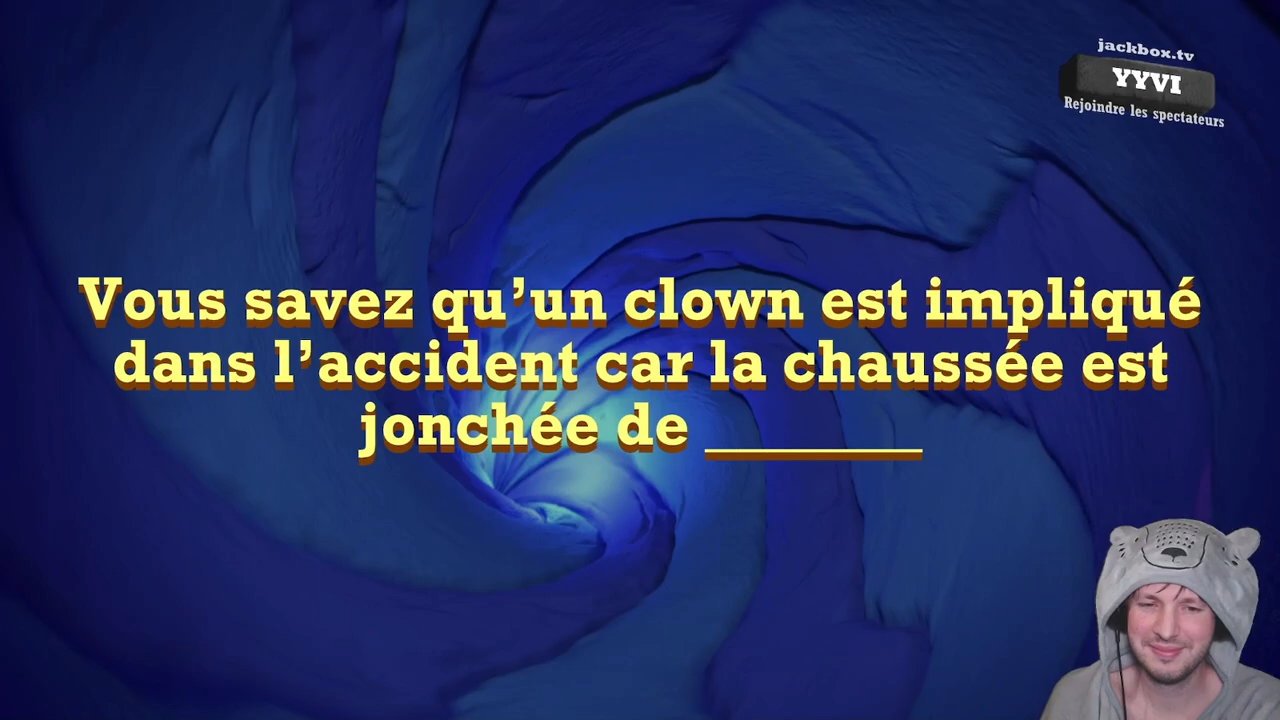 jackbox.tv
YYVI
Rejoindre les spectateurs
Vous savez qu’un clown est impliqué
dans l’accident car la chaussée est
jonchée de ________